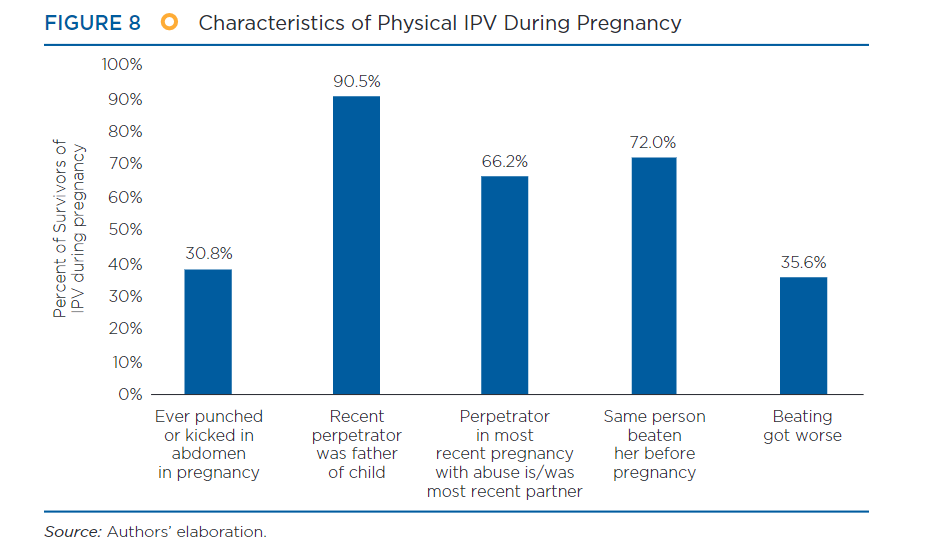 FIGURE 8 Characteristics of Physical IPV During Pregnancy
Percent of Survivors of
IPV during pregnancy
100%
90%
80%
70%
60%
50%
40%
30%
20%
10%
0%
30.8%
90.5%
66.2%
72.0%
35.6%
Ever punched
or kicked in
abdomen
in pregnancy
Recent
perpetrator
was father
of child
Perpetrator
in most
recent pregnancy
with abuse is/was
most recent partner
Same person
beaten
her before
pregnancy
Beating
got worse
Source: Authors' elaboration.